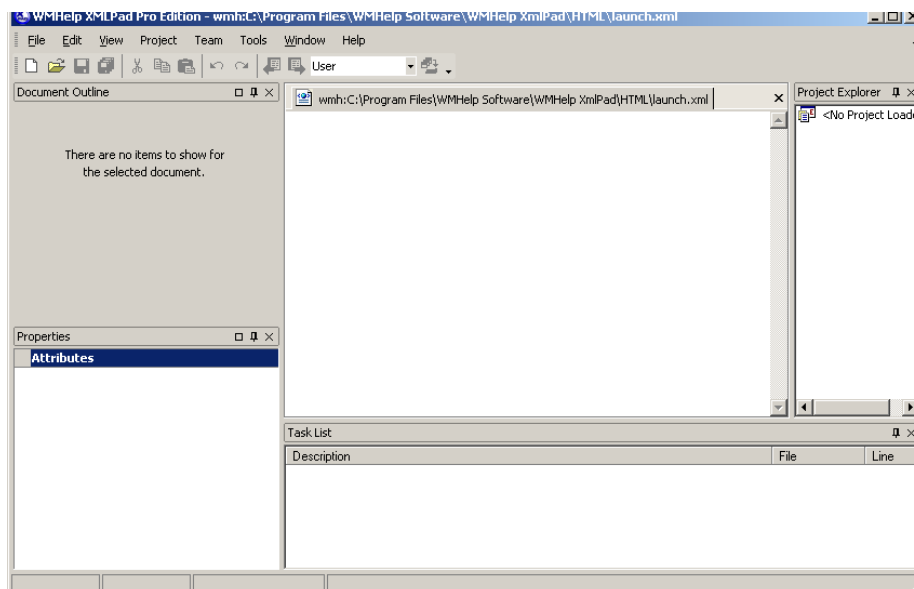 WMHelp XMLPad Pro Edition - wmh:C:\Program Files\WMHelp Software\WMHelp XmlPad\HTML\launch.xml
File Edit View Project Team Tools Window Help
User
Document Outline
wmh:C:\Program Files\WMHelp Software\WMHelp XmlPad\HTML\launch.xml
Project Explorer
<No Project Loade
There are no items to show for
the selected document.
Properties
Attributes
Task List
Description File Line